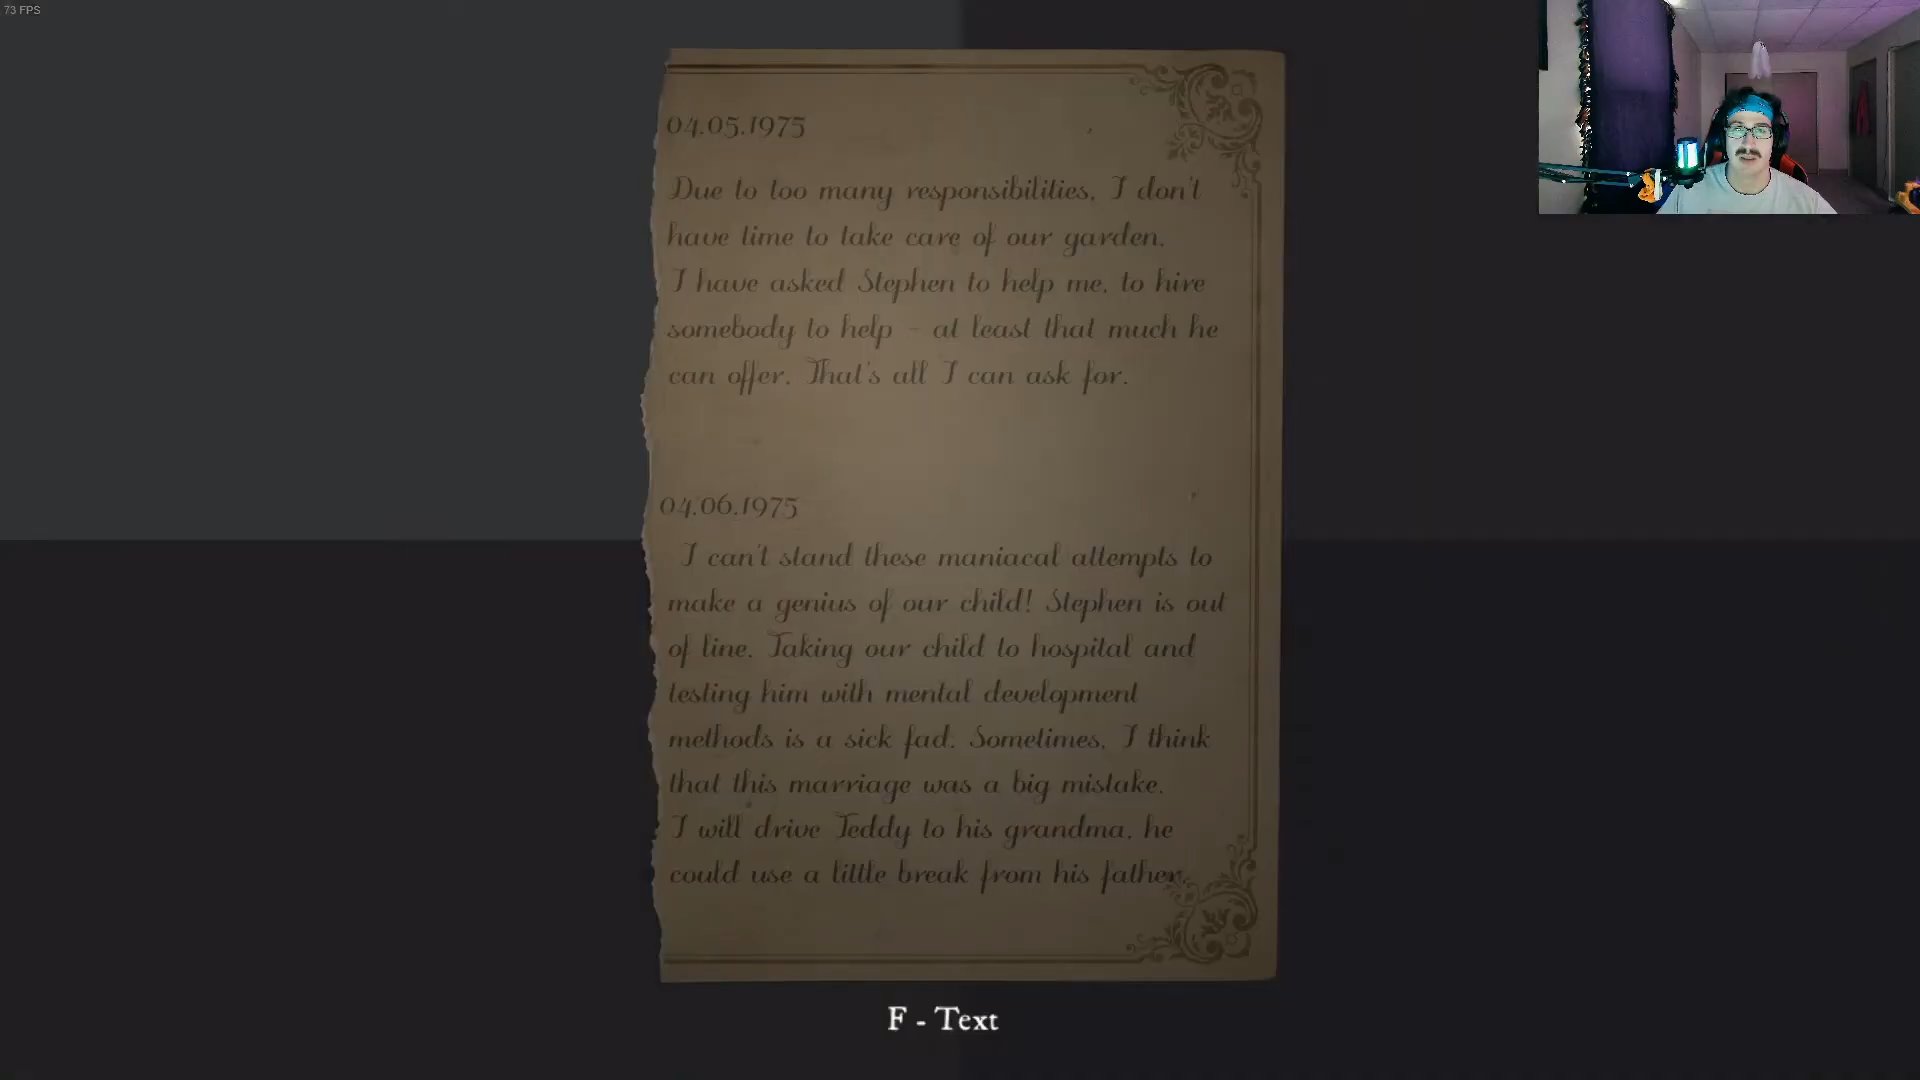 73 FPS
04.05.1975
Due to too many responsibilities, I don't
have time to take care of our garden.
I have asked Stephen to help me, to hire
somebody to help - at least that much he
can offer. That's all I can ask for.
04.06.1975
I can't stand these maniacal attempts to
make a genius of our child! Stephen is out
of line. Taking our child to hospital and
testing him with mental development
methods is a sick fad. Sometimes, I think
that this marriage was a big mistake.
I will drive Teddy to his grandma, he
could use a little break from his father.
F - Text